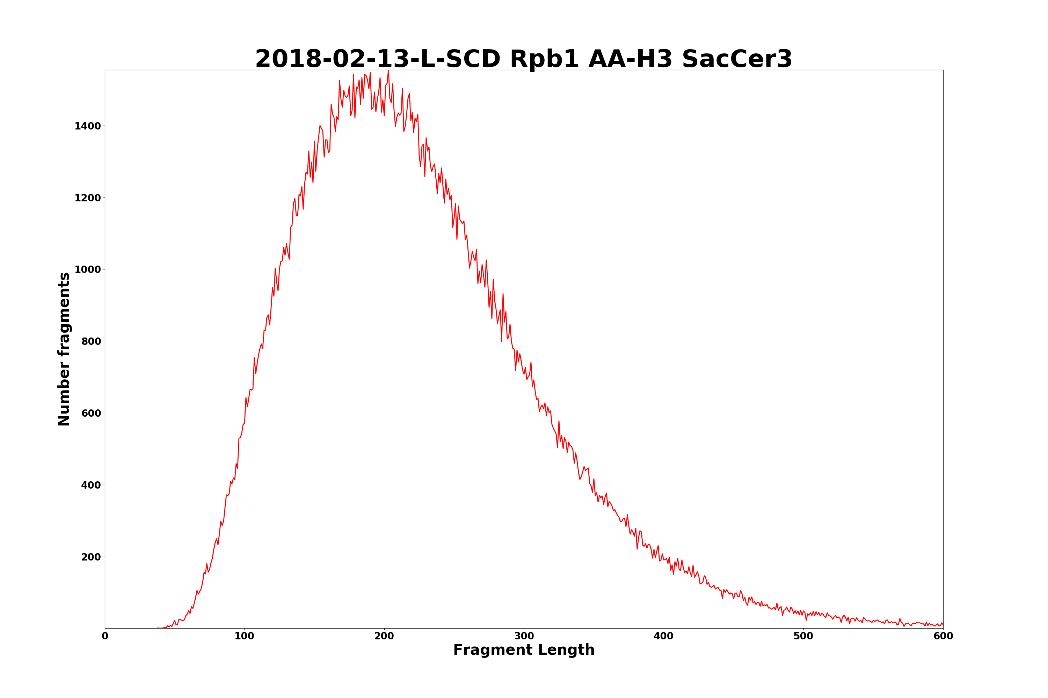 2018-02-13-L-SCD Rpb1 AA-H3 SacCer3
1400
1200
1000
800
600
400
200
Number fragments
0 100 200 300 400 500 600
Fragment Length